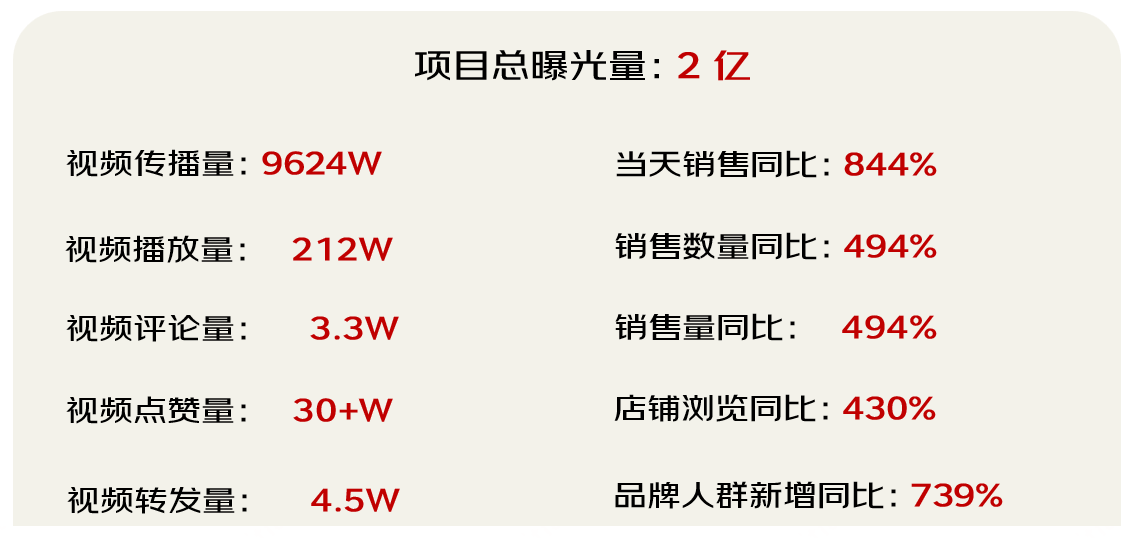 项目总曝光量：2 亿
视频传播量：9624W
视频播放量： 212W
视频评论量： 3.3W
视频点赞量： 30+W
视频转发量： 4.5W
当天销售同比：844%
销售数量同比：494%
销售量同比： 494%
店铺浏览同比：430%
品牌人群新增同比：739%